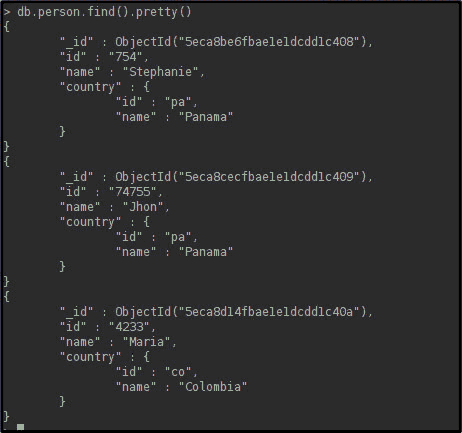 > db.person.find().pretty()
{
"_id" : ObjectId("5eca8be6fbae1e1dcdd1c408"),
"id" : "754",
"name" : "Stephanie",
"country" : {
"id" : "pa",
"name" : "Panama"
}
}
{
"_id" : ObjectId("5eca8cecfbae1e1dcdd1c409"),
"id" : "74755",
"name" : "Jhon",
"country" : {
"id" : "pa",
"name" : "Panama"
}
}
{
"_id" : ObjectId("5eca8d14fbae1e1dcdd1c40a"),
"id" : "4233",
"name" : "Maria",
"country" : {
"id" : "co",
"name" : "Colombia"
}
}